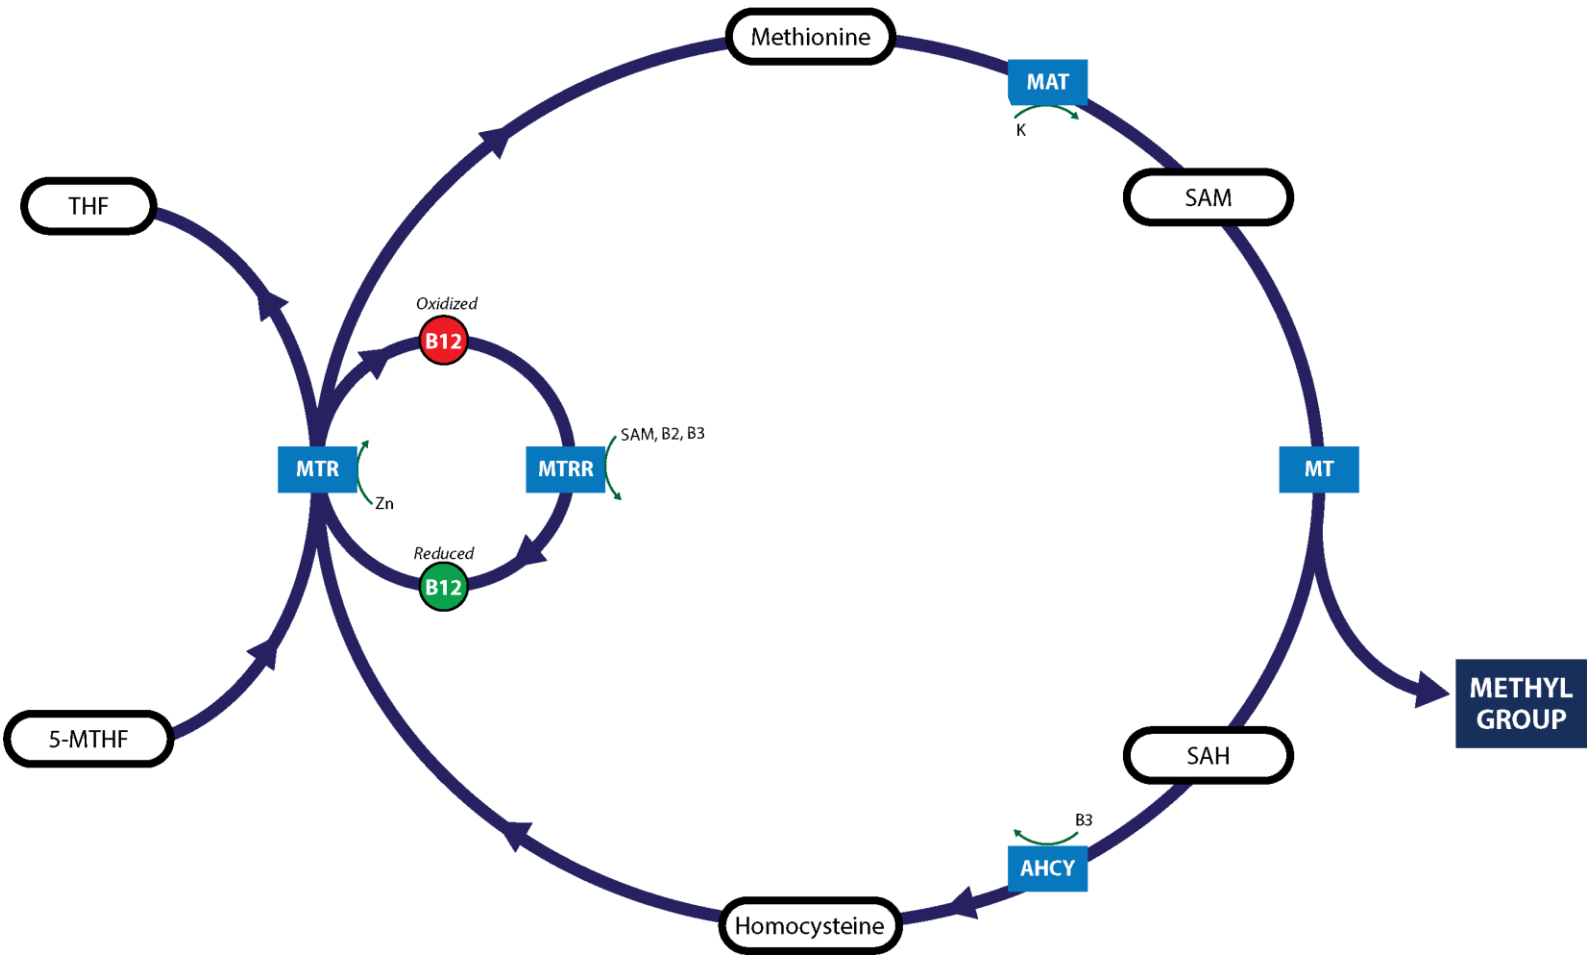 Methionine
MAT
K
THF
SAM
Oxidized
B12
SAM, B2, B3
MTR
MTRR
MT
Zn
Reduced
B12
METHYL
GROUP
5-MTHF
SAH
B3
AHCY
Homocysteine